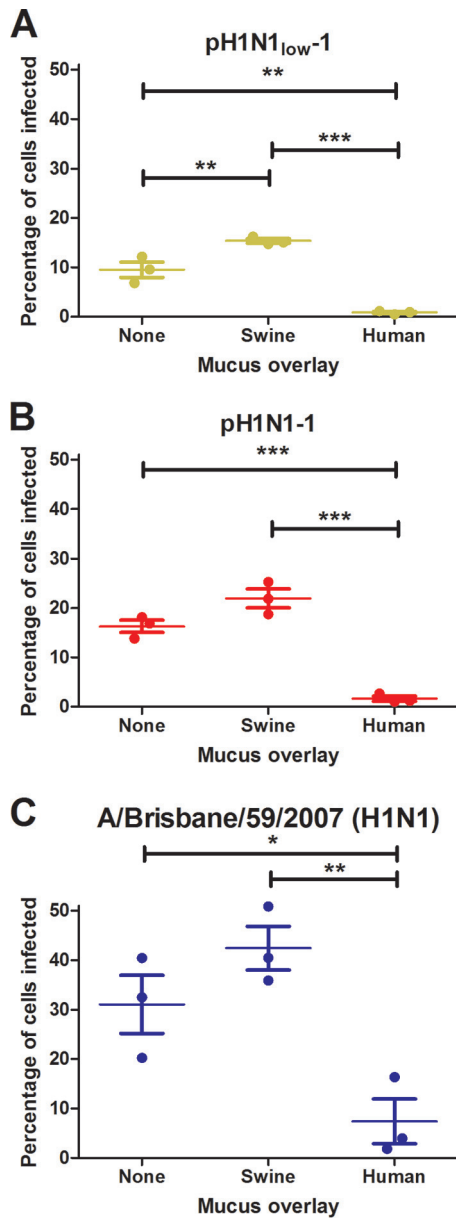 A
pH1N1low-1
50
40
30
20
10
0
Percentage of cells infected
**
***
**
None Swine Human
Mucus overlay
B
pH1N1-1
50
40
30
20
10
0
Percentage of cells infected
***
***
None Swine Human
Mucus overlay
C
A/Brisbane/59/2007 (H1N1)
50
40
30
20
10
0
Percentage of cells infected
*
**
None Swine Human
Mucus overlay